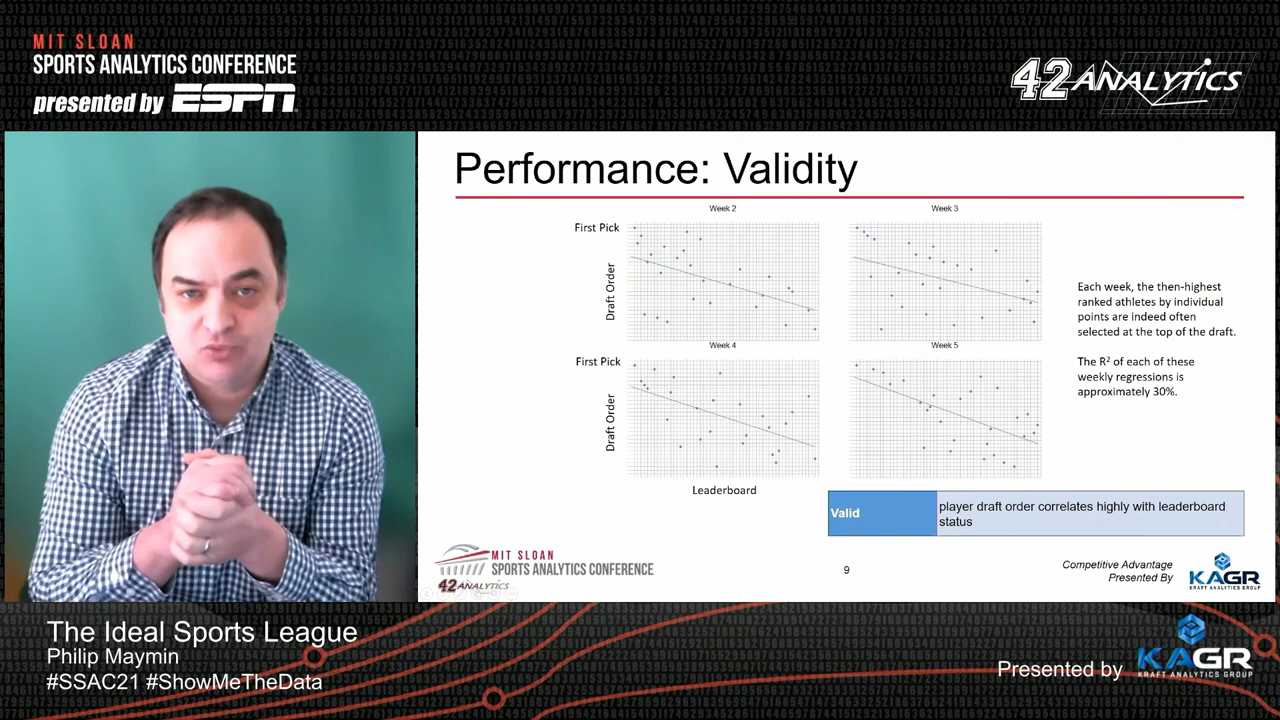 MIT SLOAN
SPORTS ANALYTICS CONFERENCE
presented by ESPN
42 ANALYTICS
Performance: Validity
Week 2
Week 3
First Pick
Draft Order
Week 4
Week 5
First Pick
Draft Order
Leaderboard
Each week, the then-highest
ranked athletes by individual
points are indeed often
selected at the top of the draft.
The R² of each of these
weekly regressions is
approximately 30%.
Valid
player draft order correlates highly with leaderboard
status
MIT SLOAN
SPORTS ANALYTICS CONFERENCE
42 ANALYTICS
9
Competitive Advantage
Presented By
KAGR
KRAFT ANALYTICS GROUP
The Ideal Sports League
Philip Maymin
#SSAC21 #ShowMeTheData
Presented by
KAGR
KRAFT ANALYTICS GROUP